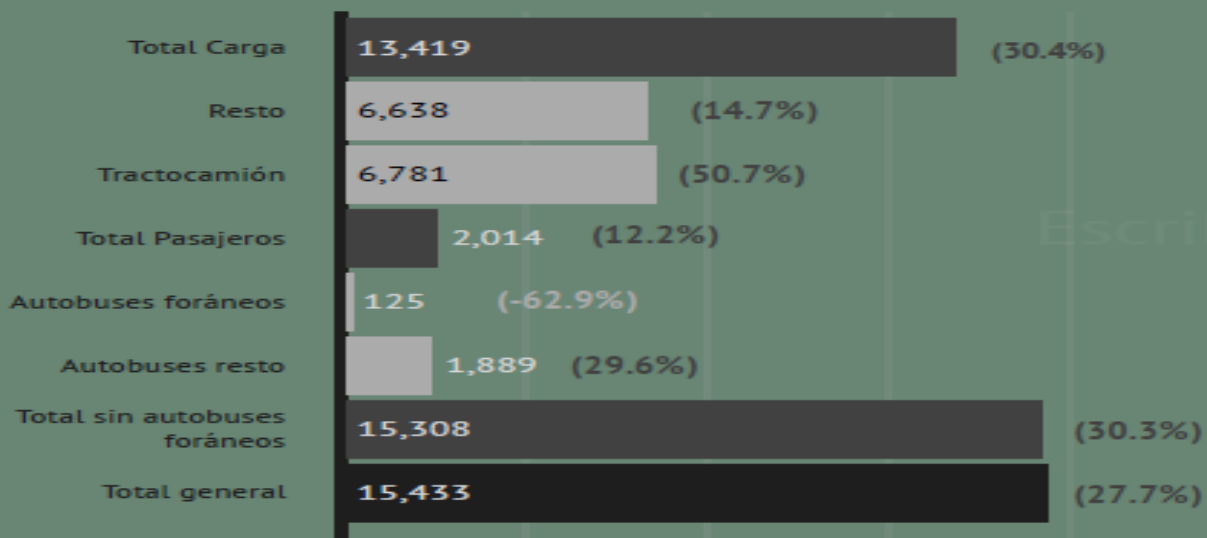 Total Carga 13,419 (30.4%)
Resto 6,638 (14.7%)
Tractocamión 6,781 (50.7%)
Total Pasajeros 2,014 (12.2%)
Escri
Autobuses foráneos 125 (-62.9%)
Autobuses resto 1,889 (29.6%)
Total sin autobuses
foráneos 15,308 (30.3%)
Total general 15,433 (27.7%)